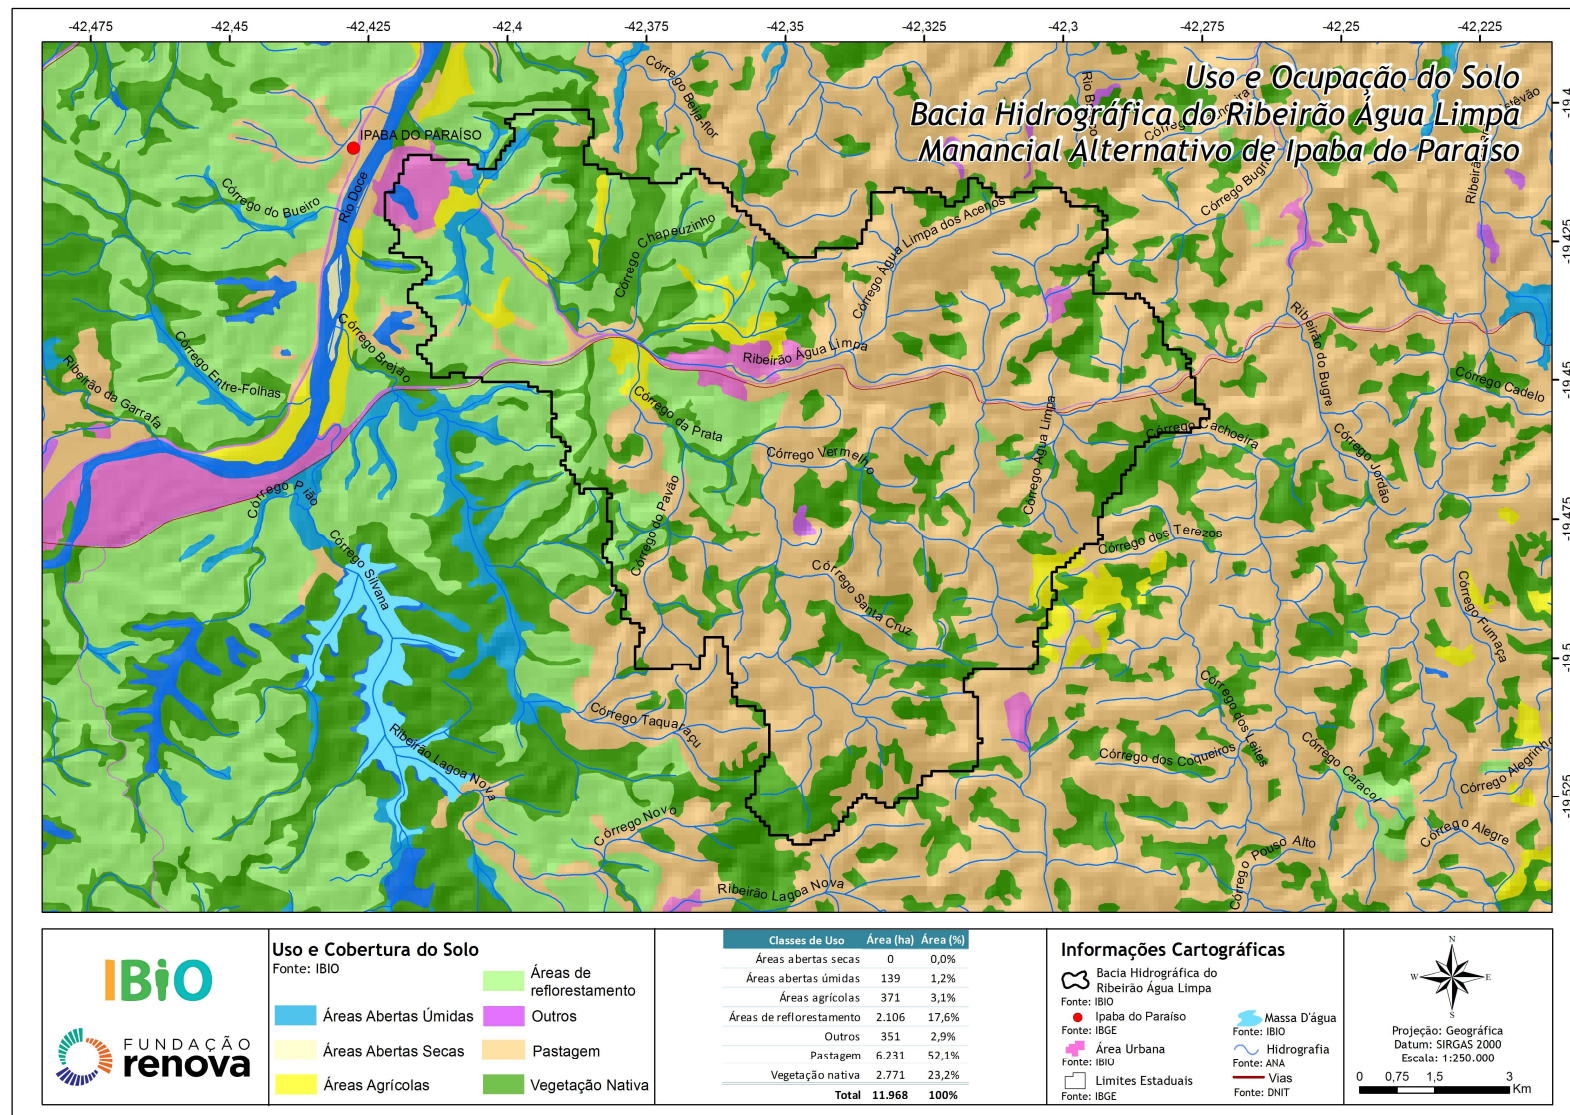 -42,475 -42,45 -42,425 -42,4 -42,375 -42,35 -42,325 -42,3 -42,275 -42,25 -42,225
Uso e Ocupação do Solo
Bacia Hidrográfica do Ribeirão Água Limpa
Manancial Alternativo de Ipaba do Paraíso
-19,4
-19,425
-19,45
-19,475
-19,5
-19,525
IPABA DO PARAÍSO
Rio Doce
Córrego do Bueiro
Córrego Beija-flor
Córrego Chapeuzinho
Córrego Água Limpa dos Acenos
Córrego Bugre
Córrego Brejão
Córrego Entre-Folhas
Ribeirão da Garrafa
Ribeirão Água Limpa
Ribeirão do Bugre
Córrego Cadelo
Córrego da Prata
Córrego Vermelho
Córrego Água Limpa
Córrego Cachoeira
Córrego Jordão
Córrego Pião
Córrego do Pavão
Córrego Silvana
Córrego dos Terezos
Córrego Santa Cruz
Córrego Fumaça
Córrego Taquaraçu
Ribeirão Lagoa Nova
Córrego dos Leites
Córrego dos Coqueiros
Córrego Caracol
Córrego Alegrinho
Córrego Novo
Córrego Alegre
Córrego Pouso Alto
Ribeirão Lagoa Nova
IBiO
FUNDAÇÃO
renova
Uso e Cobertura do Solo
Fonte: IBIO
Áreas Abertas Úmidas
Áreas Abertas Secas
Áreas Agrícolas
Áreas de
reflorestamento
Outros
Pastagem
Vegetação Nativa
Classes de Uso Área (ha) Área (%)
Áreas abertas secas 0 0,0%
Áreas abertas úmidas 139 1,2%
Áreas agrícolas 371 3,1%
Áreas de reflorestamento 2.106 17,6%
Outros 351 2,9%
Pastagem 6.231 52,1%
Vegetação nativa 2.771 23,2%
Total 11.968 100%
Informações Cartográficas
Bacia Hidrográfica do
Ribeirão Água Limpa
Fonte: IBIO
Ipaba do Paraíso
Fonte: IBGE
Área Urbana
Fonte: IBIO
Limites Estaduais
Fonte: IBGE
Massa D'água
Fonte: IBIO
Hidrografia
Fonte: ANA
Vias
Fonte: DNIT
N
W E
S
Projeção: Geográfica
Datum: SIRGAS 2000
Escala: 1:250.000
0 0,75 1,5 3
Km